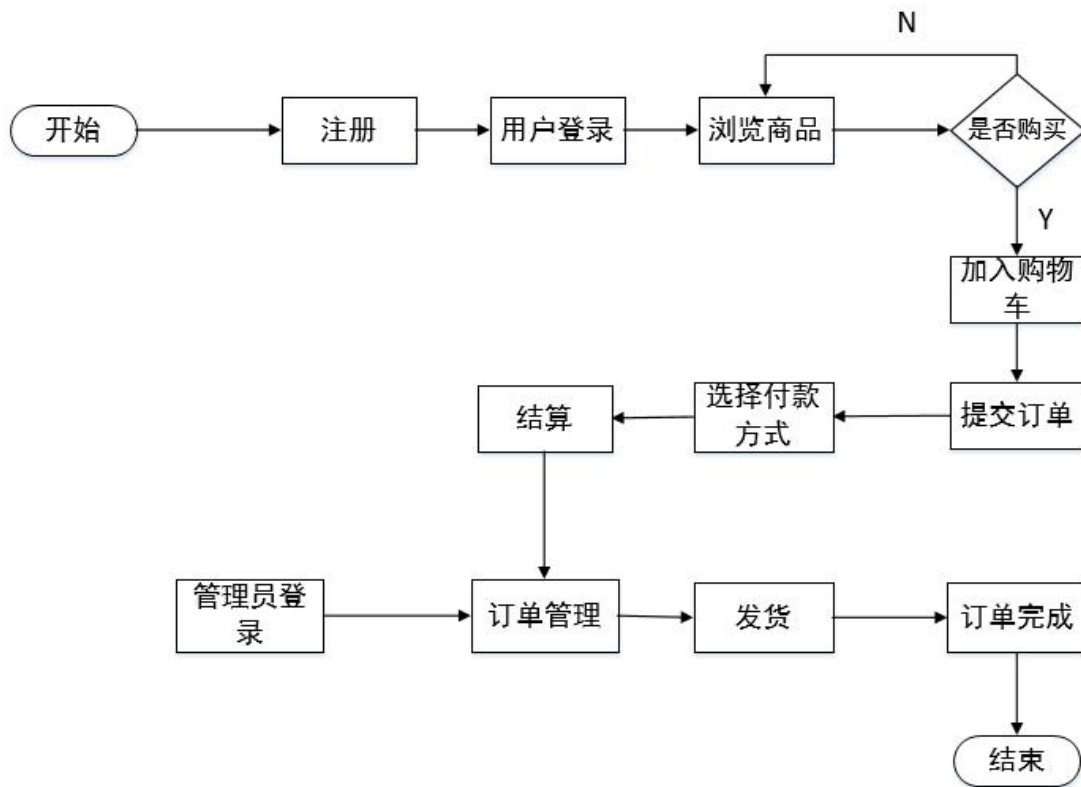 N
开始
注册
用户登录
浏览商品
是否购买
Y
加入购物
车
结算
选择付款
方式
提交订单
管理员登
录
订单管理
发货
订单完成
结束